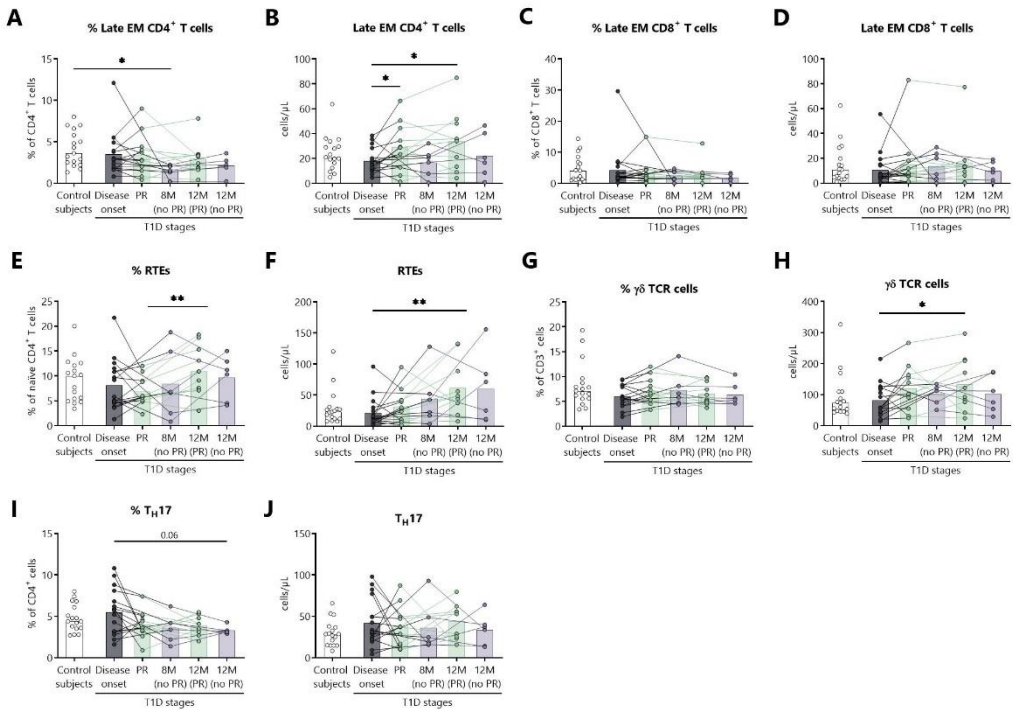 A
% Late EM CD4⁺ T cells
% of CD4⁺ T cells
15
10
5
0
*
Control subjects
Disease onset
PR
8M (no PR)
12M (PR)
12M (no PR)
T1D stages
B
Late EM CD4⁺ T cells
cells/µL
100
80
60
40
20
0
*
*
Control subjects
Disease onset
PR
8M (no PR)
12M (PR)
12M (no PR)
T1D stages
C
% Late EM CD8⁺ T cells
% of CD8⁺ T cells
40
30
20
10
0
Control subjects
Disease onset
PR
8M (no PR)
12M (PR)
12M (no PR)
T1D stages
D
Late EM CD8⁺ T cells
cells/µL
100
80
60
40
20
0
Control subjects
Disease onset
PR
8M (no PR)
12M (PR)
12M (no PR)
T1D stages
E
% RTEs
% of naïve CD4⁺ T cells
25
20
15
10
5
0
**
Control subjects
Disease onset
PR
8M (no PR)
12M (PR)
12M (no PR)
T1D stages
F
RTEs
cells/µL
200
150
100
50
0
**
Control subjects
Disease onset
PR
8M (no PR)
12M (PR)
12M (no PR)
T1D stages
G
% γδ TCR cells
% of CD3⁺ cells
25
20
15
10
5
0
Control subjects
Disease onset
PR
8M (no PR)
12M (PR)
12M (no PR)
T1D stages
H
γδ TCR cells
cells/µL
400
300
200
100
0
*
Control subjects
Disease onset
PR
8M (no PR)
12M (PR)
12M (no PR)
T1D stages
I
% T_H17
% of CD4⁺ cells
15
10
5
0
0.06
Control subjects
Disease onset
PR
8M (no PR)
12M (PR)
12M (no PR)
T1D stages
J
T_H17
cells/µL
150
100
50
0
Control subjects
Disease onset
PR
8M (no PR)
12M (PR)
12M (no PR)
T1D stages